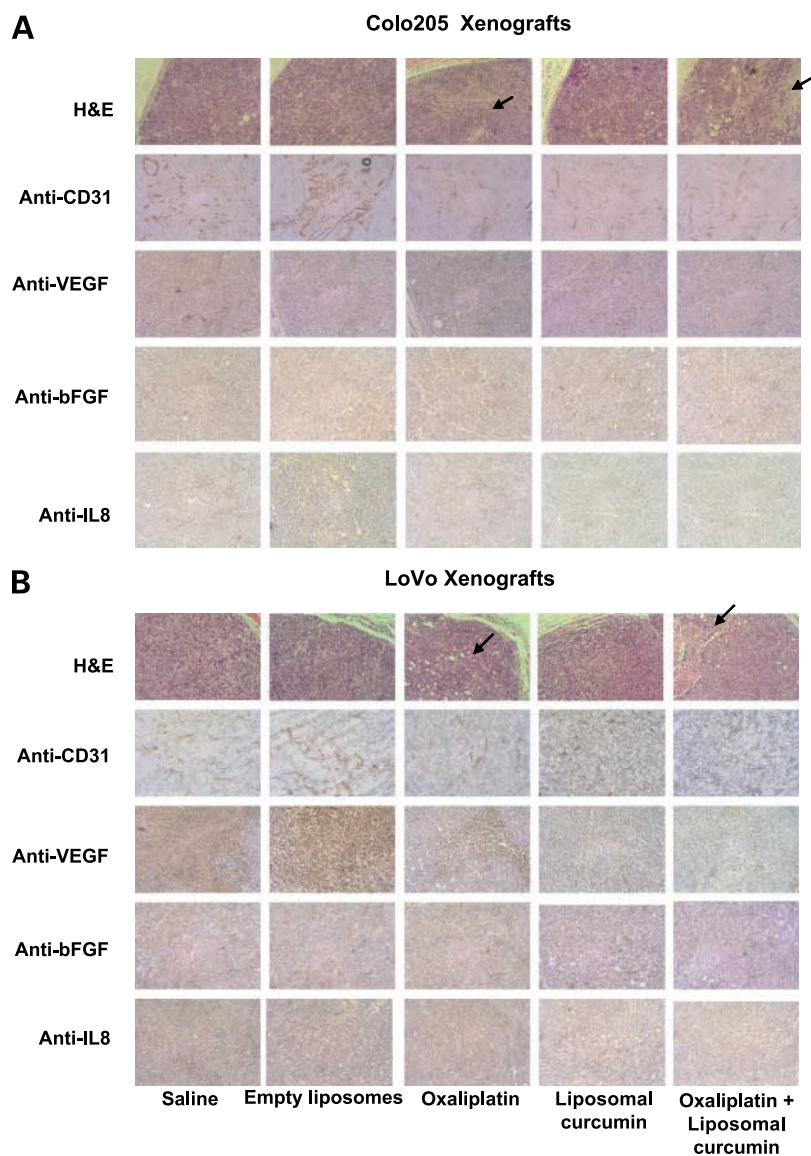 A
Colo205 Xenografts
H&E
Anti-CD31
Anti-VEGF
Anti-bFGF
Anti-IL8
B
LoVo Xenografts
H&E
Anti-CD31
Anti-VEGF
Anti-bFGF
Anti-IL8
Saline
Empty liposomes
Oxaliplatin
Liposomal
curcumin
Oxaliplatin +
Liposomal
curcumin